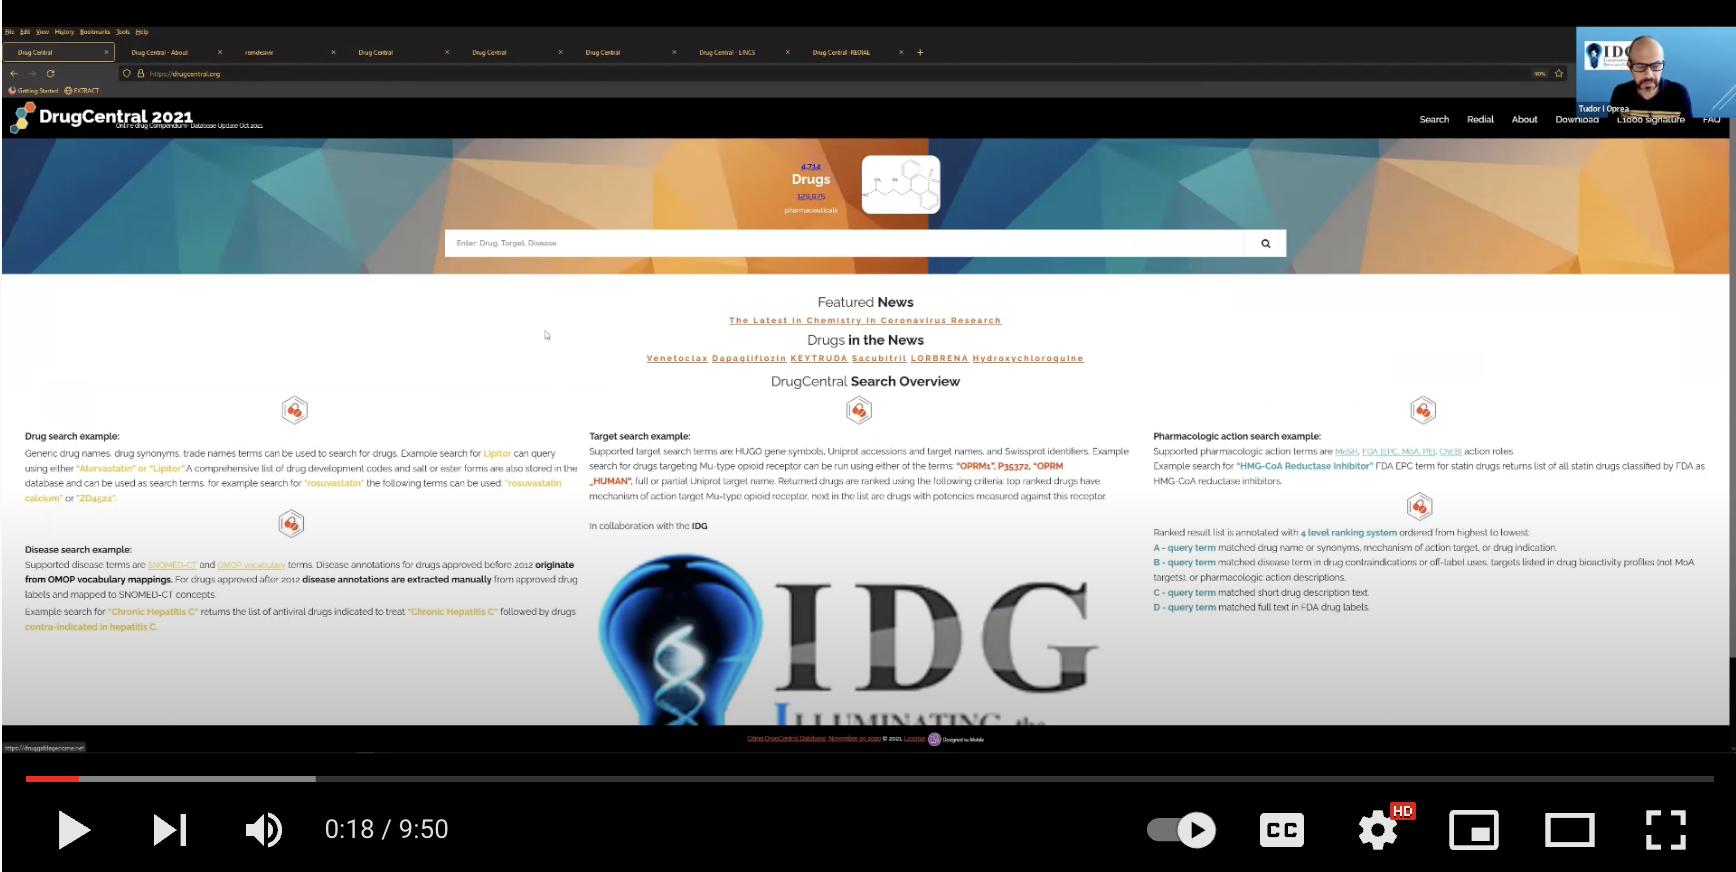 File Edit View History Bookmarks Tools Help
Drug Central × Drug Central - About × remdesivir × Drug Central × Drug Central × Drug Central × Drug Central - LINCS × Drug Central -REDIAL × +
https://drugcentral.org 90%
Getting Started EXTRACT
IDG
Tudor I Oprea
DrugCentral 2021
Online drug Compendium- Database Update Oct 2021
Search Redial About Download L1000 signature FAQ
4,714
Drugs
129,975
pharmaceuticals
Enter: Drug, Target, Disease
Featured News
The Latest in Chemistry in Coronavirus Research
Drugs in the News
Venetoclax Dapagliflozin KEYTRUDA Sacubitril LORBRENA Hydroxychloroquine
DrugCentral Search Overview
Drug search example:
Generic drug names, drug synonyms, trade names terms can be used to search for drugs. Example search for Lipitor can query
using either "Atorvastatin" or "Lipitor".A comprehensive list of drug development codes and salt or ester forms are also stored in the
database and can be used as search terms. for example search for "rosuvastatin" the following terms can be used: "rosuvastatin
calcium" or "ZD4522".
Disease search example:
Supported disease terms are SNOMED-CT and OMOP vocabulary terms. Disease annotations for drugs approved before 2012 originate
from OMOP vocabulary mappings. For drugs approved after 2012 disease annotations are extracted manually from approved drug
labels and mapped to SNOMED-CT concepts.
Example search for "Chronic Hepatitis C" returns the list of antiviral drugs indicated to treat "Chronic Hepatitis C" followed by drugs
contra-indicated in hepatitis C.
Target search example:
Supported target search terms are HUGO gene symbols, Uniprot accessions and target names, and Swissprot identifiers. Example
search for drugs targeting Mu-type opioid receptor can be run using either of the terms: "OPRM1", P35372, "OPRM
_HUMAN", full or partial Uniprot target name. Returned drugs are ranked using the following criteria: top ranked drugs have
mechanism of action target Mu-type opioid receptor, next in the list are drugs with potencies measured against this receptor.
In collaboration with the IDG
IDG
ILLUMINATING the
Pharmacologic action search example:
Supported pharmacologic action terms are MeSH, FDA (EPC, MoA, PE), ChEBI action roles.
Example search for "HMG-CoA Reductase Inhibitor" FDA EPC term for statin drugs returns list of all statin drugs classified by FDA as
HMG-CoA reductase inhibitors.
Ranked result list is annotated with 4 level ranking system ordered from highest to lowest:
A - query term matched drug name or synonyms, mechanism of action target, or drug indication.
B - query term matched disease term in drug contraindications or off-label uses, targets listed in drug bioactivity profiles (not MoA
targets), or pharmacologic action descriptions.
C - query term matched short drug description text.
D - query term matched full text in FDA drug labels.
Citing DrugCentral Database, November 05, 2020 © 2021, License Designed to Mobile
https://druggablegenome.net
0:18 / 9:50
CC
HD